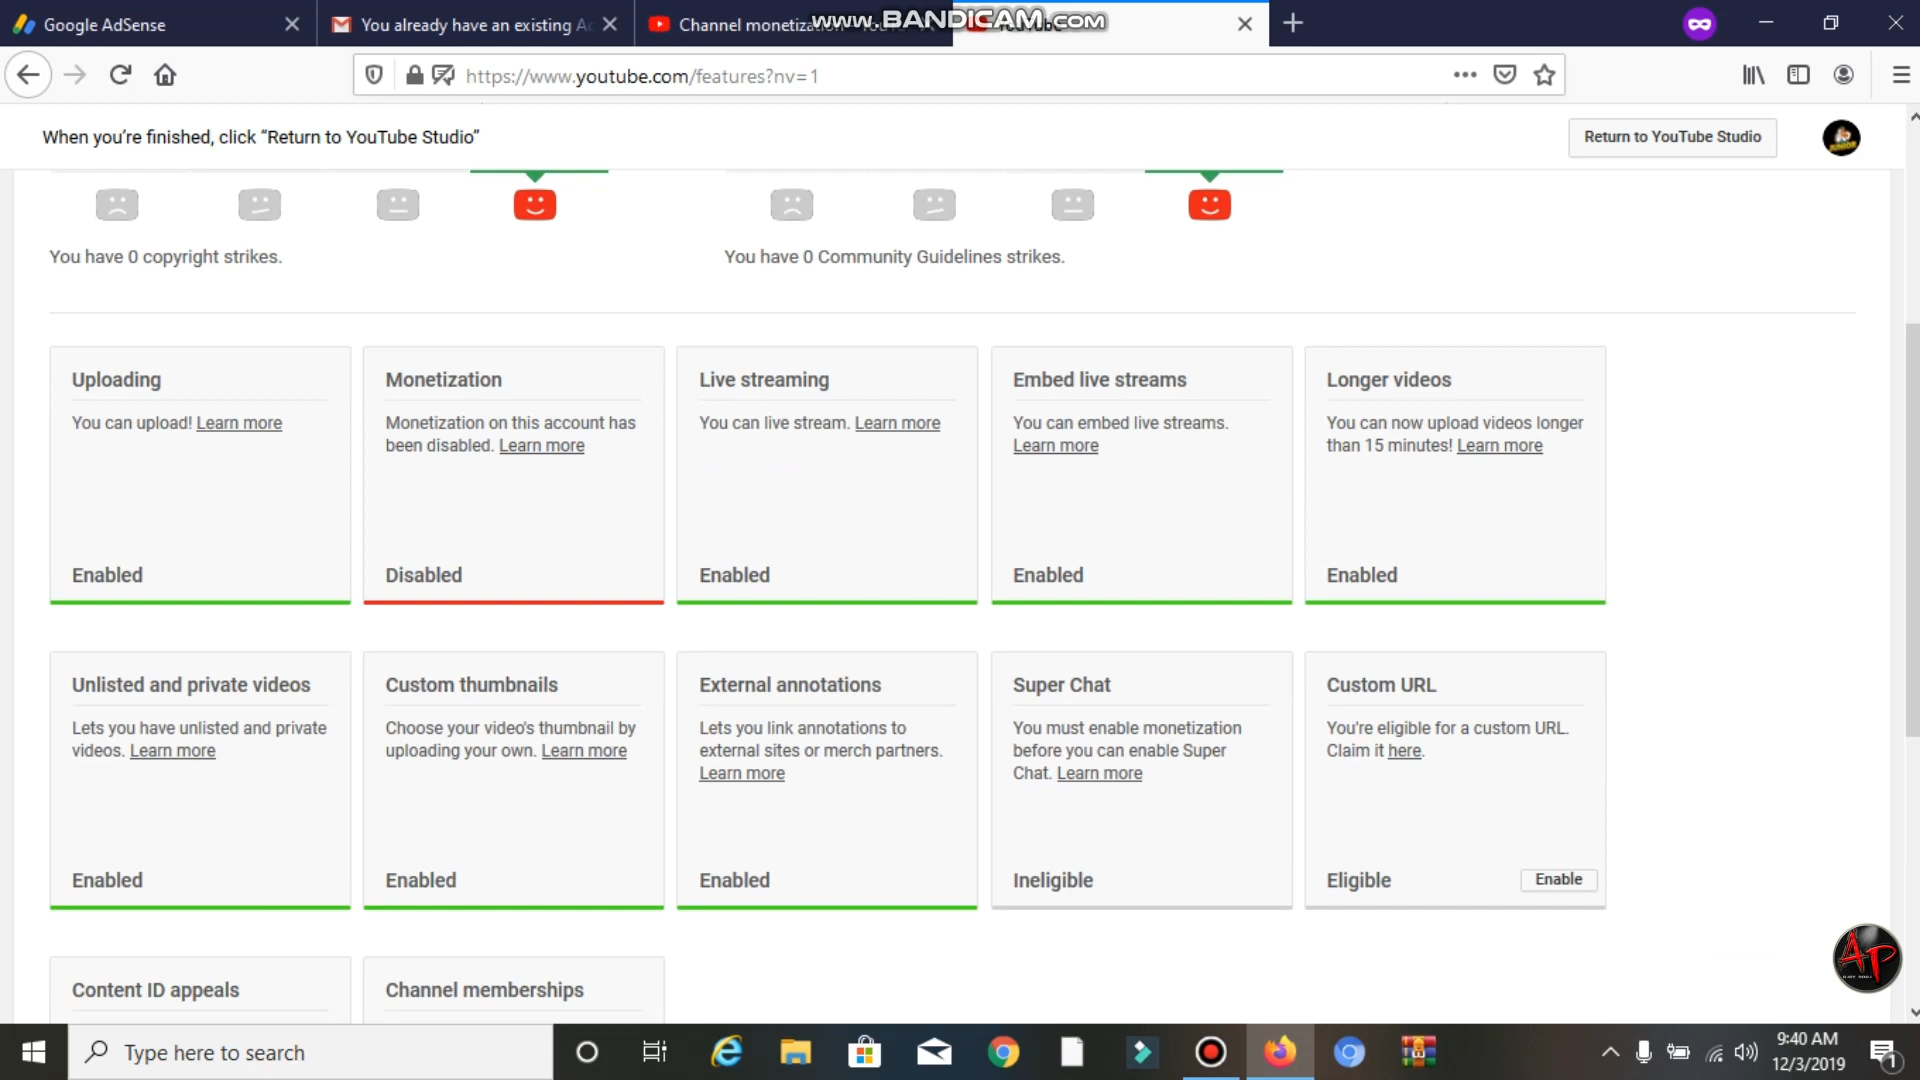 Google AdSense
You already have an existing Ad
Channel monetiza
www.BANDICAM.com
YouTube
https://www.youtube.com/features?nv=1
When you're finished, click “Return to YouTube Studio”
Return to YouTube Studio
You have 0 copyright strikes.
You have 0 Community Guidelines strikes.
Uploading
You can upload! Learn more
Enabled
Monetization
Monetization on this account has
been disabled. Learn more
Disabled
Live streaming
You can live stream. Learn more
Enabled
Embed live streams
You can embed live streams.
Learn more
Enabled
Longer videos
You can now upload videos longer
than 15 minutes! Learn more
Enabled
Unlisted and private videos
Lets you have unlisted and private
videos. Learn more
Enabled
Custom thumbnails
Choose your video's thumbnail by
uploading your own. Learn more
Enabled
External annotations
Lets you link annotations to
external sites or merch partners.
Learn more
Enabled
Super Chat
You must enable monetization
before you can enable Super
Chat. Learn more
Ineligible
Custom URL
You're eligible for a custom URL.
Claim it here.
Eligible
Enable
AP
Content ID appeals
Channel memberships
Type here to search
9:40 AM
12/3/2019
1